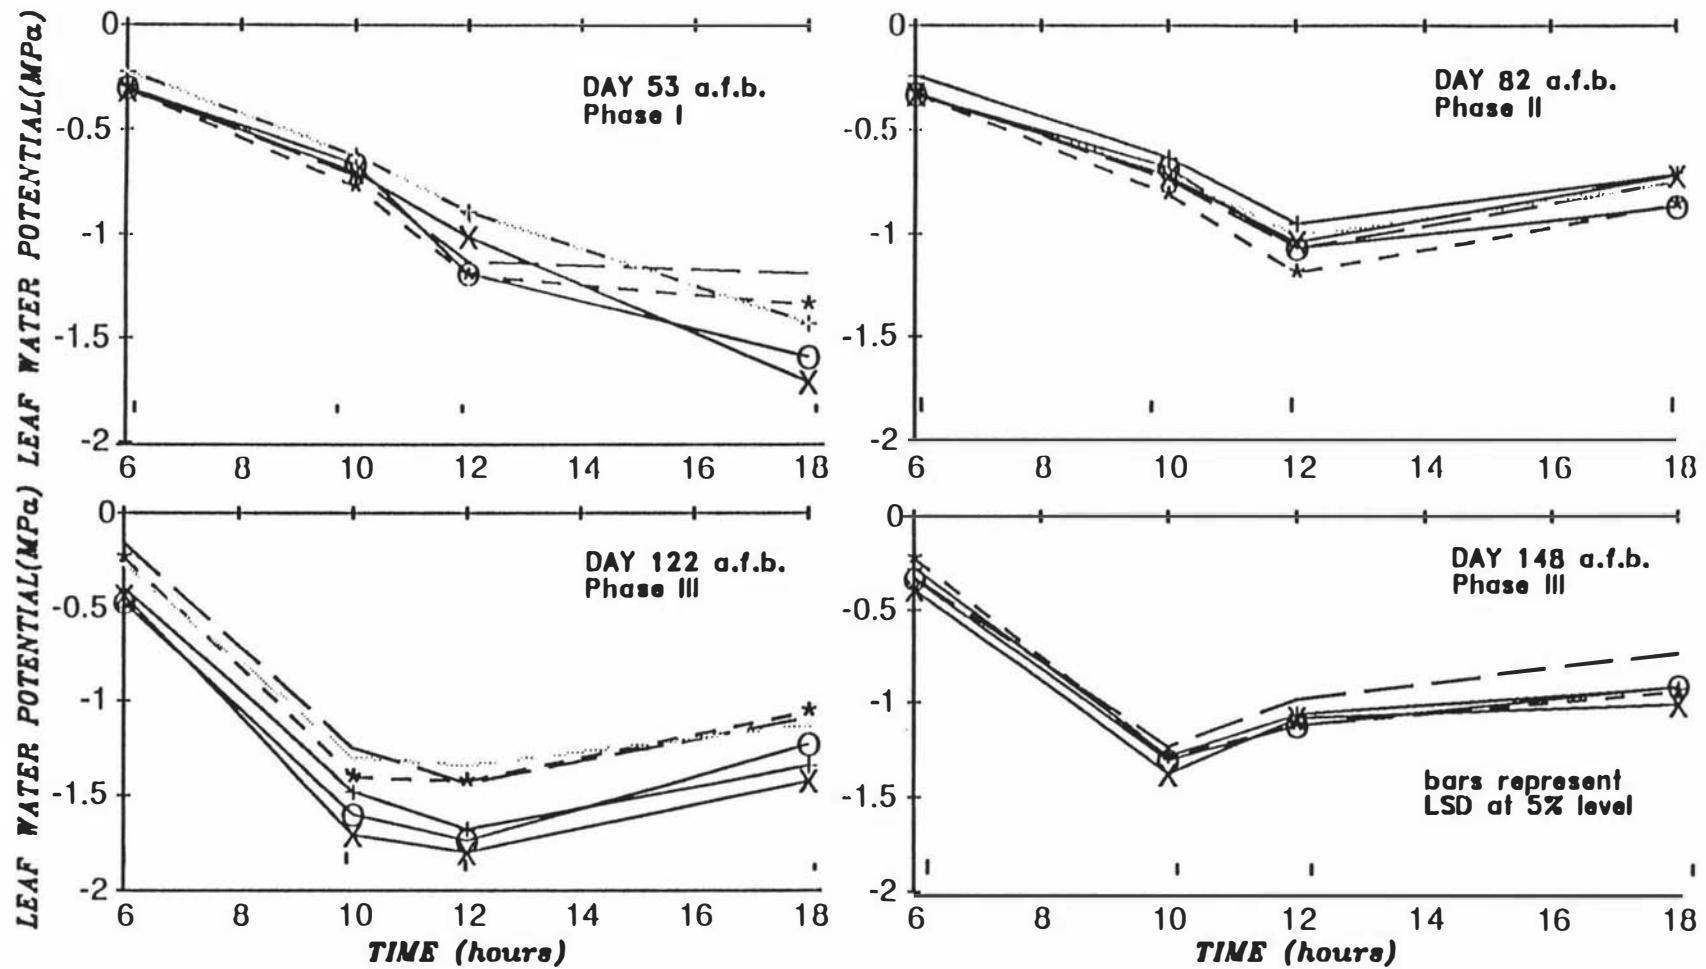 LEAF WATER POTENTIAL(MPa)
LEAF WATER POTENTIAL(MPa)
0
-0.5
-1
-1.5
-2
DAY 53 a.f.b.
Phase I
6 8 10 12 14 16 18
0
-0.5
-1
-1.5
-2
DAY 82 a.f.b.
Phase II
6 8 10 12 14 16 18
0
-0.5
-1
-1.5
-2
DAY 122 a.f.b.
Phase III
6 8 10 12 14 16 18
TIME (hours)
0
-0.5
-1
-1.5
-2
DAY 148 a.f.b.
Phase III
bars represent
LSD at 5% level
6 8 10 12 14 16 18
TIME (hours)